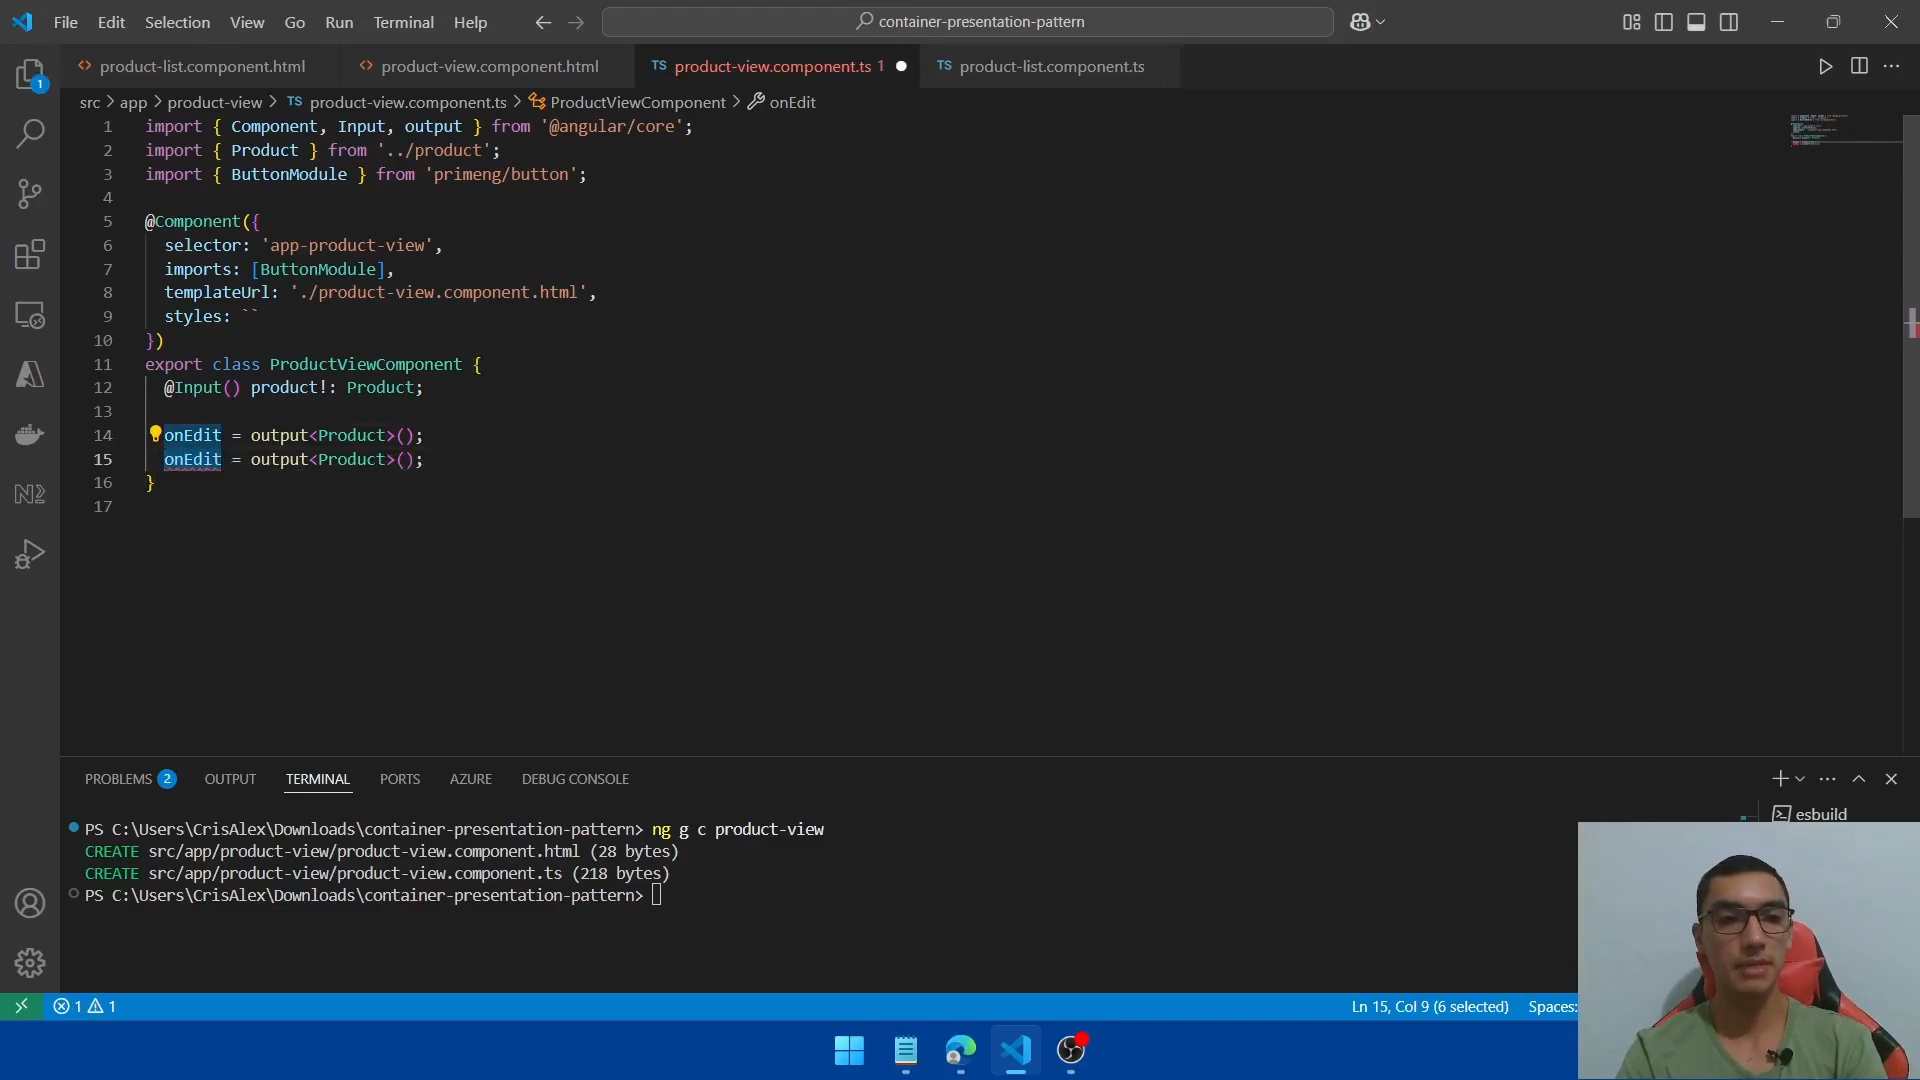 File Edit Selection View Go Run Terminal Help
container-presentation-pattern
1
product-list.component.html
product-view.component.html
TS product-view.component.ts 1
TS product-list.component.ts
src > app > product-view > TS product-view.component.ts > ProductViewComponent > onEdit
1 import { Component, Input, output } from '@angular/core';
2 import { Product } from '../product';
3 import { ButtonModule } from 'primeng/button';
4
5 @Component({
6 selector: 'app-product-view',
7 imports: [ButtonModule],
8 templateUrl: './product-view.component.html',
9 styles: ``
10 })
11 export class ProductViewComponent {
12 @Input() product!: Product;
13
14 onEdit = output<Product>();
15 onEdit = output<Product>();
16 }
17
PROBLEMS 2 OUTPUT TERMINAL PORTS AZURE DEBUG CONSOLE
esbuild
PS C:\Users\CrisAlex\Downloads\container-presentation-pattern> ng g c product-view
CREATE src/app/product-view/product-view.component.html (28 bytes)
CREATE src/app/product-view/product-view.component.ts (218 bytes)
PS C:\Users\CrisAlex\Downloads\container-presentation-pattern>
1 1
Ln 15, Col 9 (6 selected) Spaces: